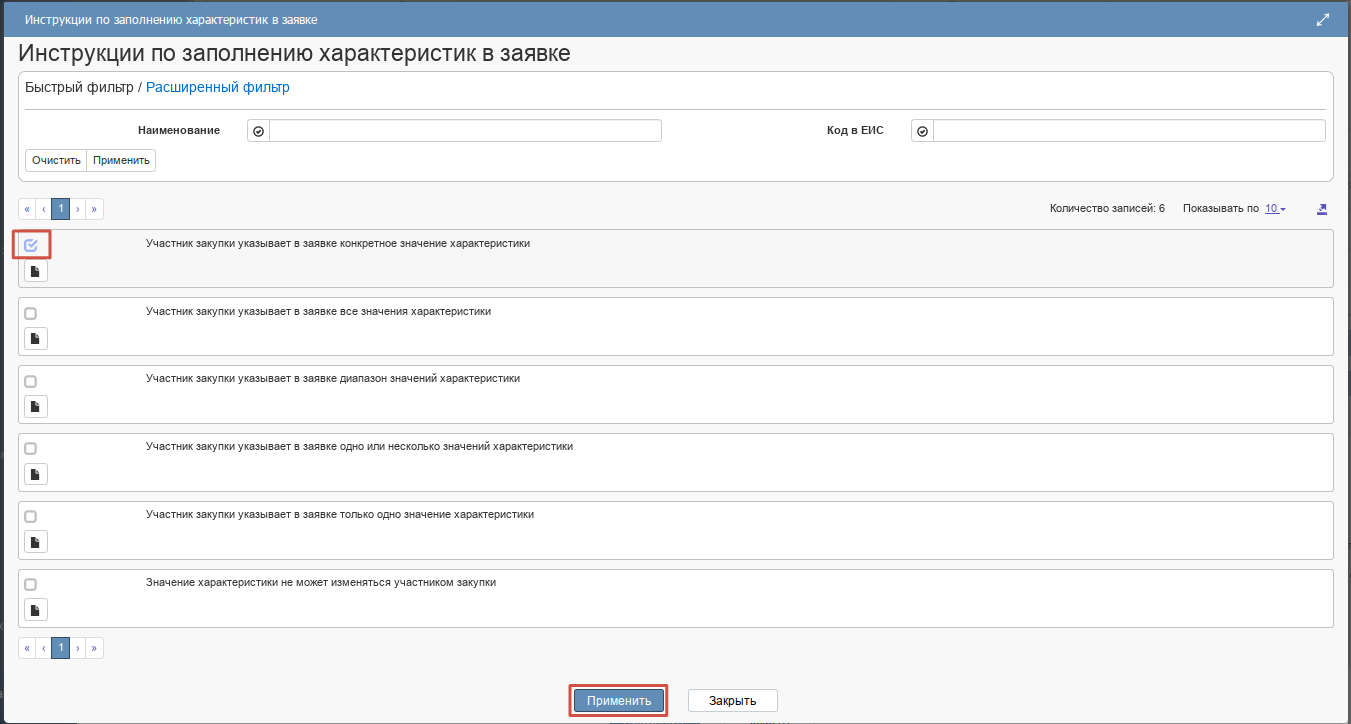 Инструкции по заполнению характеристик в заявке
Инструкции по заполнению характеристик в заявке
Быстрый фильтр / Расширенный фильтр
Наименование Код в ЕИС
Очистить Применить
« ‹ 1 › » Количество записей: 6 Показывать по 10
Участник закупки указывает в заявке конкретное значение характеристики
Участник закупки указывает в заявке все значения характеристики
Участник закупки указывает в заявке диапазон значений характеристики
Участник закупки указывает в заявке одно или несколько значений характеристики
Участник закупки указывает в заявке только одно значение характеристики
Значение характеристики не может изменяться участником закупки
« ‹ 1 › »
Применить Закрыть